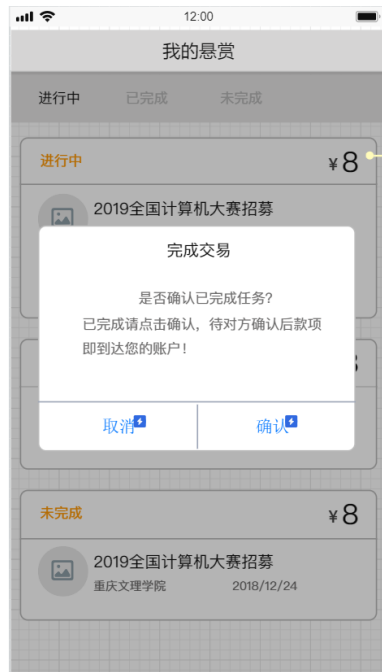 12:00
我的悬赏
进行中 已完成 未完成
进行中 ¥8
2019全国计算机大赛招募
完成交易
是否确认已完成任务?
已完成请点击确认，待对方确认后款项
即到达您的账户！
取消 确认
未完成 ¥8
2019全国计算机大赛招募
重庆文理学院 2018/12/24